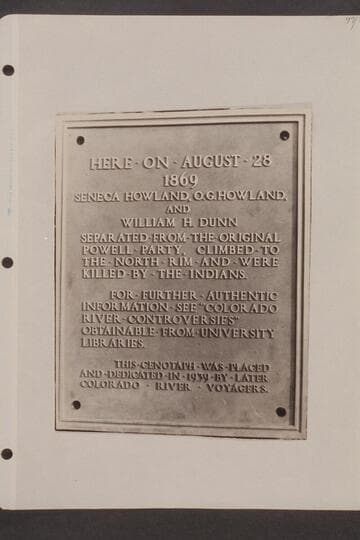 HERE - ON - AUGUST - 28
1869
SENECA HOWLAND, O.G. HOWLAND,
AND
WILLIAM H. DUNN
SEPARATED - FROM - THE - ORIGINAL
POWELL - PARTY, CLIMBED - TO
THE - NORTH - RIM - AND - WERE
KILLED - BY - THE - INDIANS.
FOR - FURTHER - AUTHENTIC
INFORMATION - SEE "COLORADO
RIVER - CONTROVERSIES"
OBTAINABLE - FROM - UNIVERSITY
LIBRARIES.
THIS - CENOTAPH - WAS - PLACED
AND - DEDICATED - IN - 1939 - BY - LATER
COLORADO - RIVER - VOYAGERS.